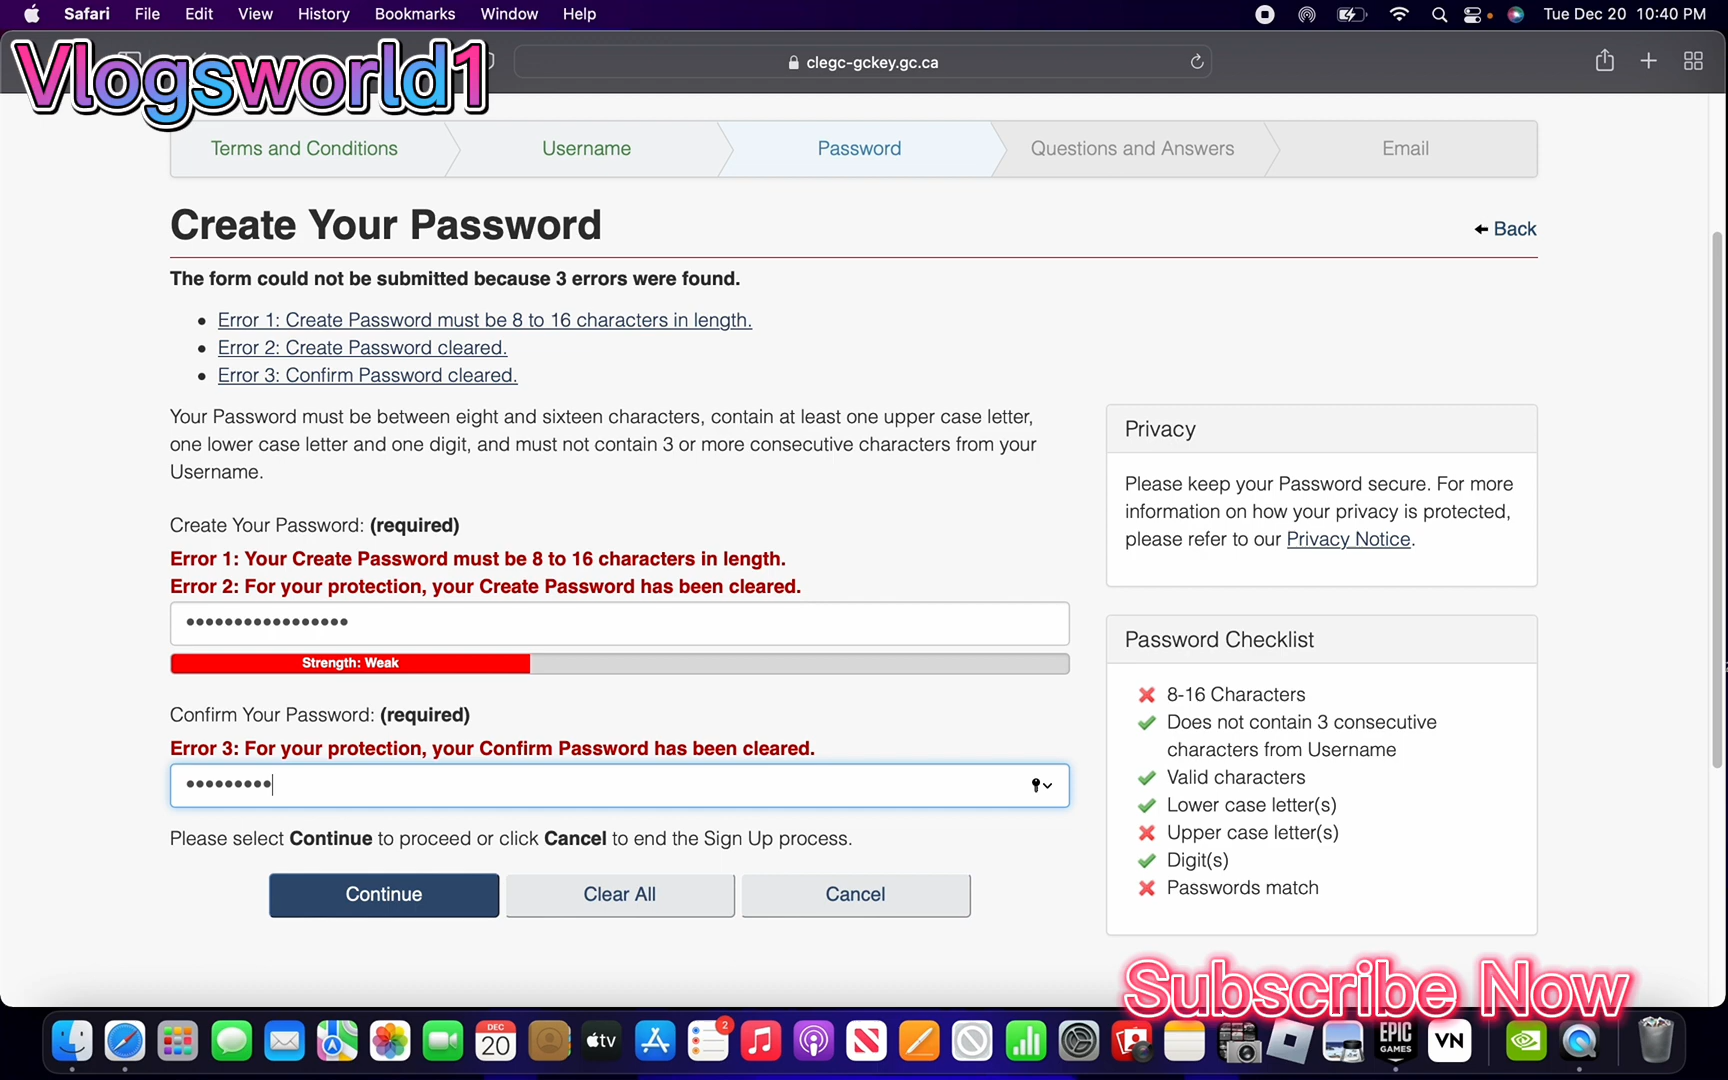 Safari File Edit View History Bookmarks Window Help Tue Dec 20 10:40 PM
Vlogsworld1
clegc-gckey.gc.ca
Terms and Conditions Username Password Questions and Answers Email
Create Your Password
Back
The form could not be submitted because 3 errors were found.
Error 1: Create Password must be 8 to 16 characters in length.
Error 2: Create Password cleared.
Error 3: Confirm Password cleared.
Your Password must be between eight and sixteen characters, contain at least one upper case letter,
one lower case letter and one digit, and must not contain 3 or more consecutive characters from your
Username.
Create Your Password: (required)
Error 1: Your Create Password must be 8 to 16 characters in length.
Error 2: For your protection, your Create Password has been cleared.
Strength: Weak
Confirm Your Password: (required)
Error 3: For your protection, your Confirm Password has been cleared.
Please select Continue to proceed or click Cancel to end the Sign Up process.
Continue Clear All Cancel
Privacy
Please keep your Password secure. For more
information on how your privacy is protected,
please refer to our Privacy Notice.
Password Checklist
8-16 Characters
Does not contain 3 consecutive
characters from Username
Valid characters
Lower case letter(s)
Upper case letter(s)
Digit(s)
Passwords match
Subscribe Now
DEC
20
tv
2
EPIC
GAMES
VN